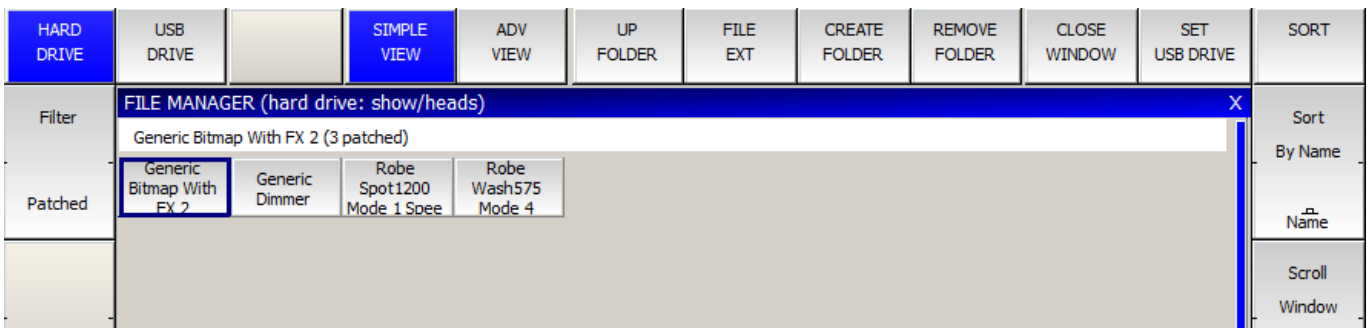 HARD
DRIVE
USB
DRIVE
SIMPLE
VIEW
ADV
VIEW
UP
FOLDER
FILE
EXT
CREATE
FOLDER
REMOVE
FOLDER
CLOSE
WINDOW
SET
USB DRIVE
SORT
Filter
Patched
FILE MANAGER (hard drive: show/heads) X
Generic Bitmap With FX 2 (3 patched)
Generic
Bitmap With
FX 2
Generic
Dimmer
Robe
Spot1200
Mode 1 Spee
Robe
Wash575
Mode 4
Sort
By Name
Name
Scroll
Window